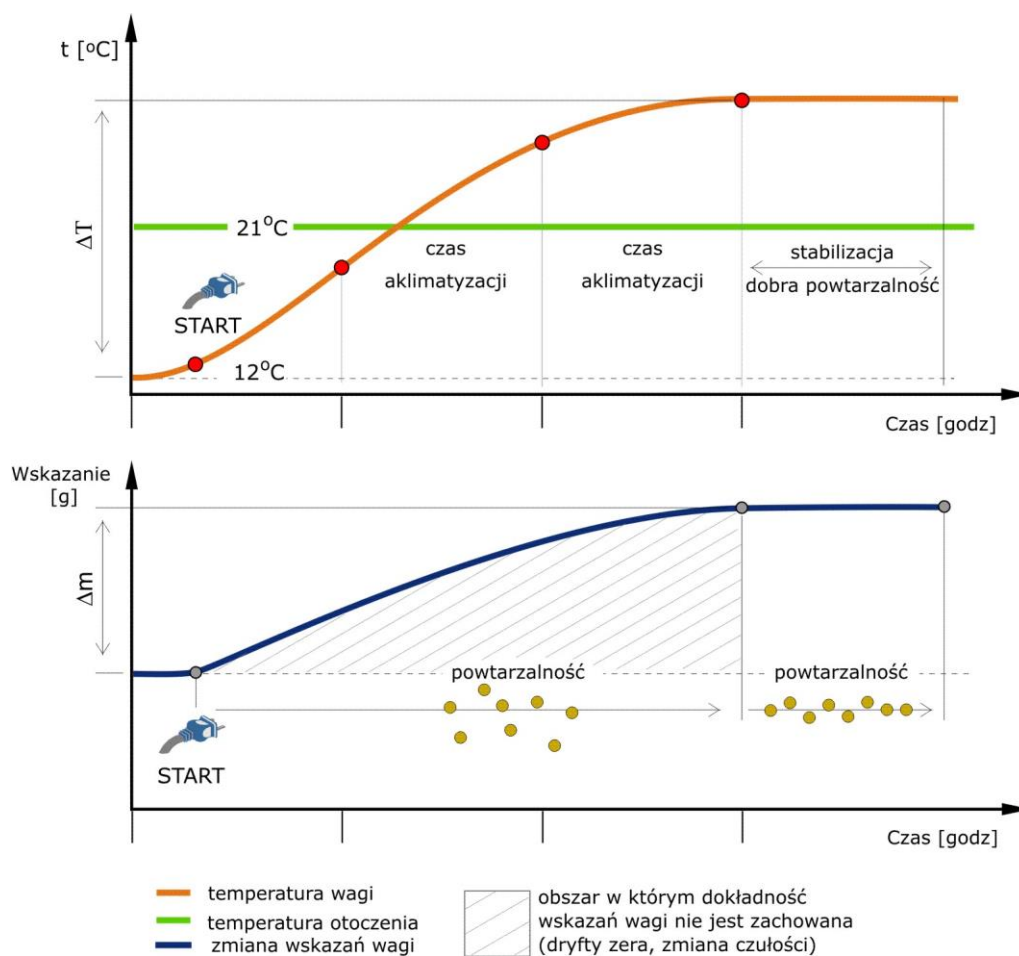 t [°C]
ΔT
21°C
czas
aklimatyzacji
czas
aklimatyzacji
stabilizacja
dobra powtarzalność
START
12°C
Czas [godz]
Wskazanie
[g]
Δm
powtarzalność
powtarzalność
START
Czas [godz]
temperatura wagi
temperatura otoczenia
zmiana wskazań wagi
obszar w którym dokładność
wskazań wagi nie jest zachowana
(dryfty zera, zmiana czułości)